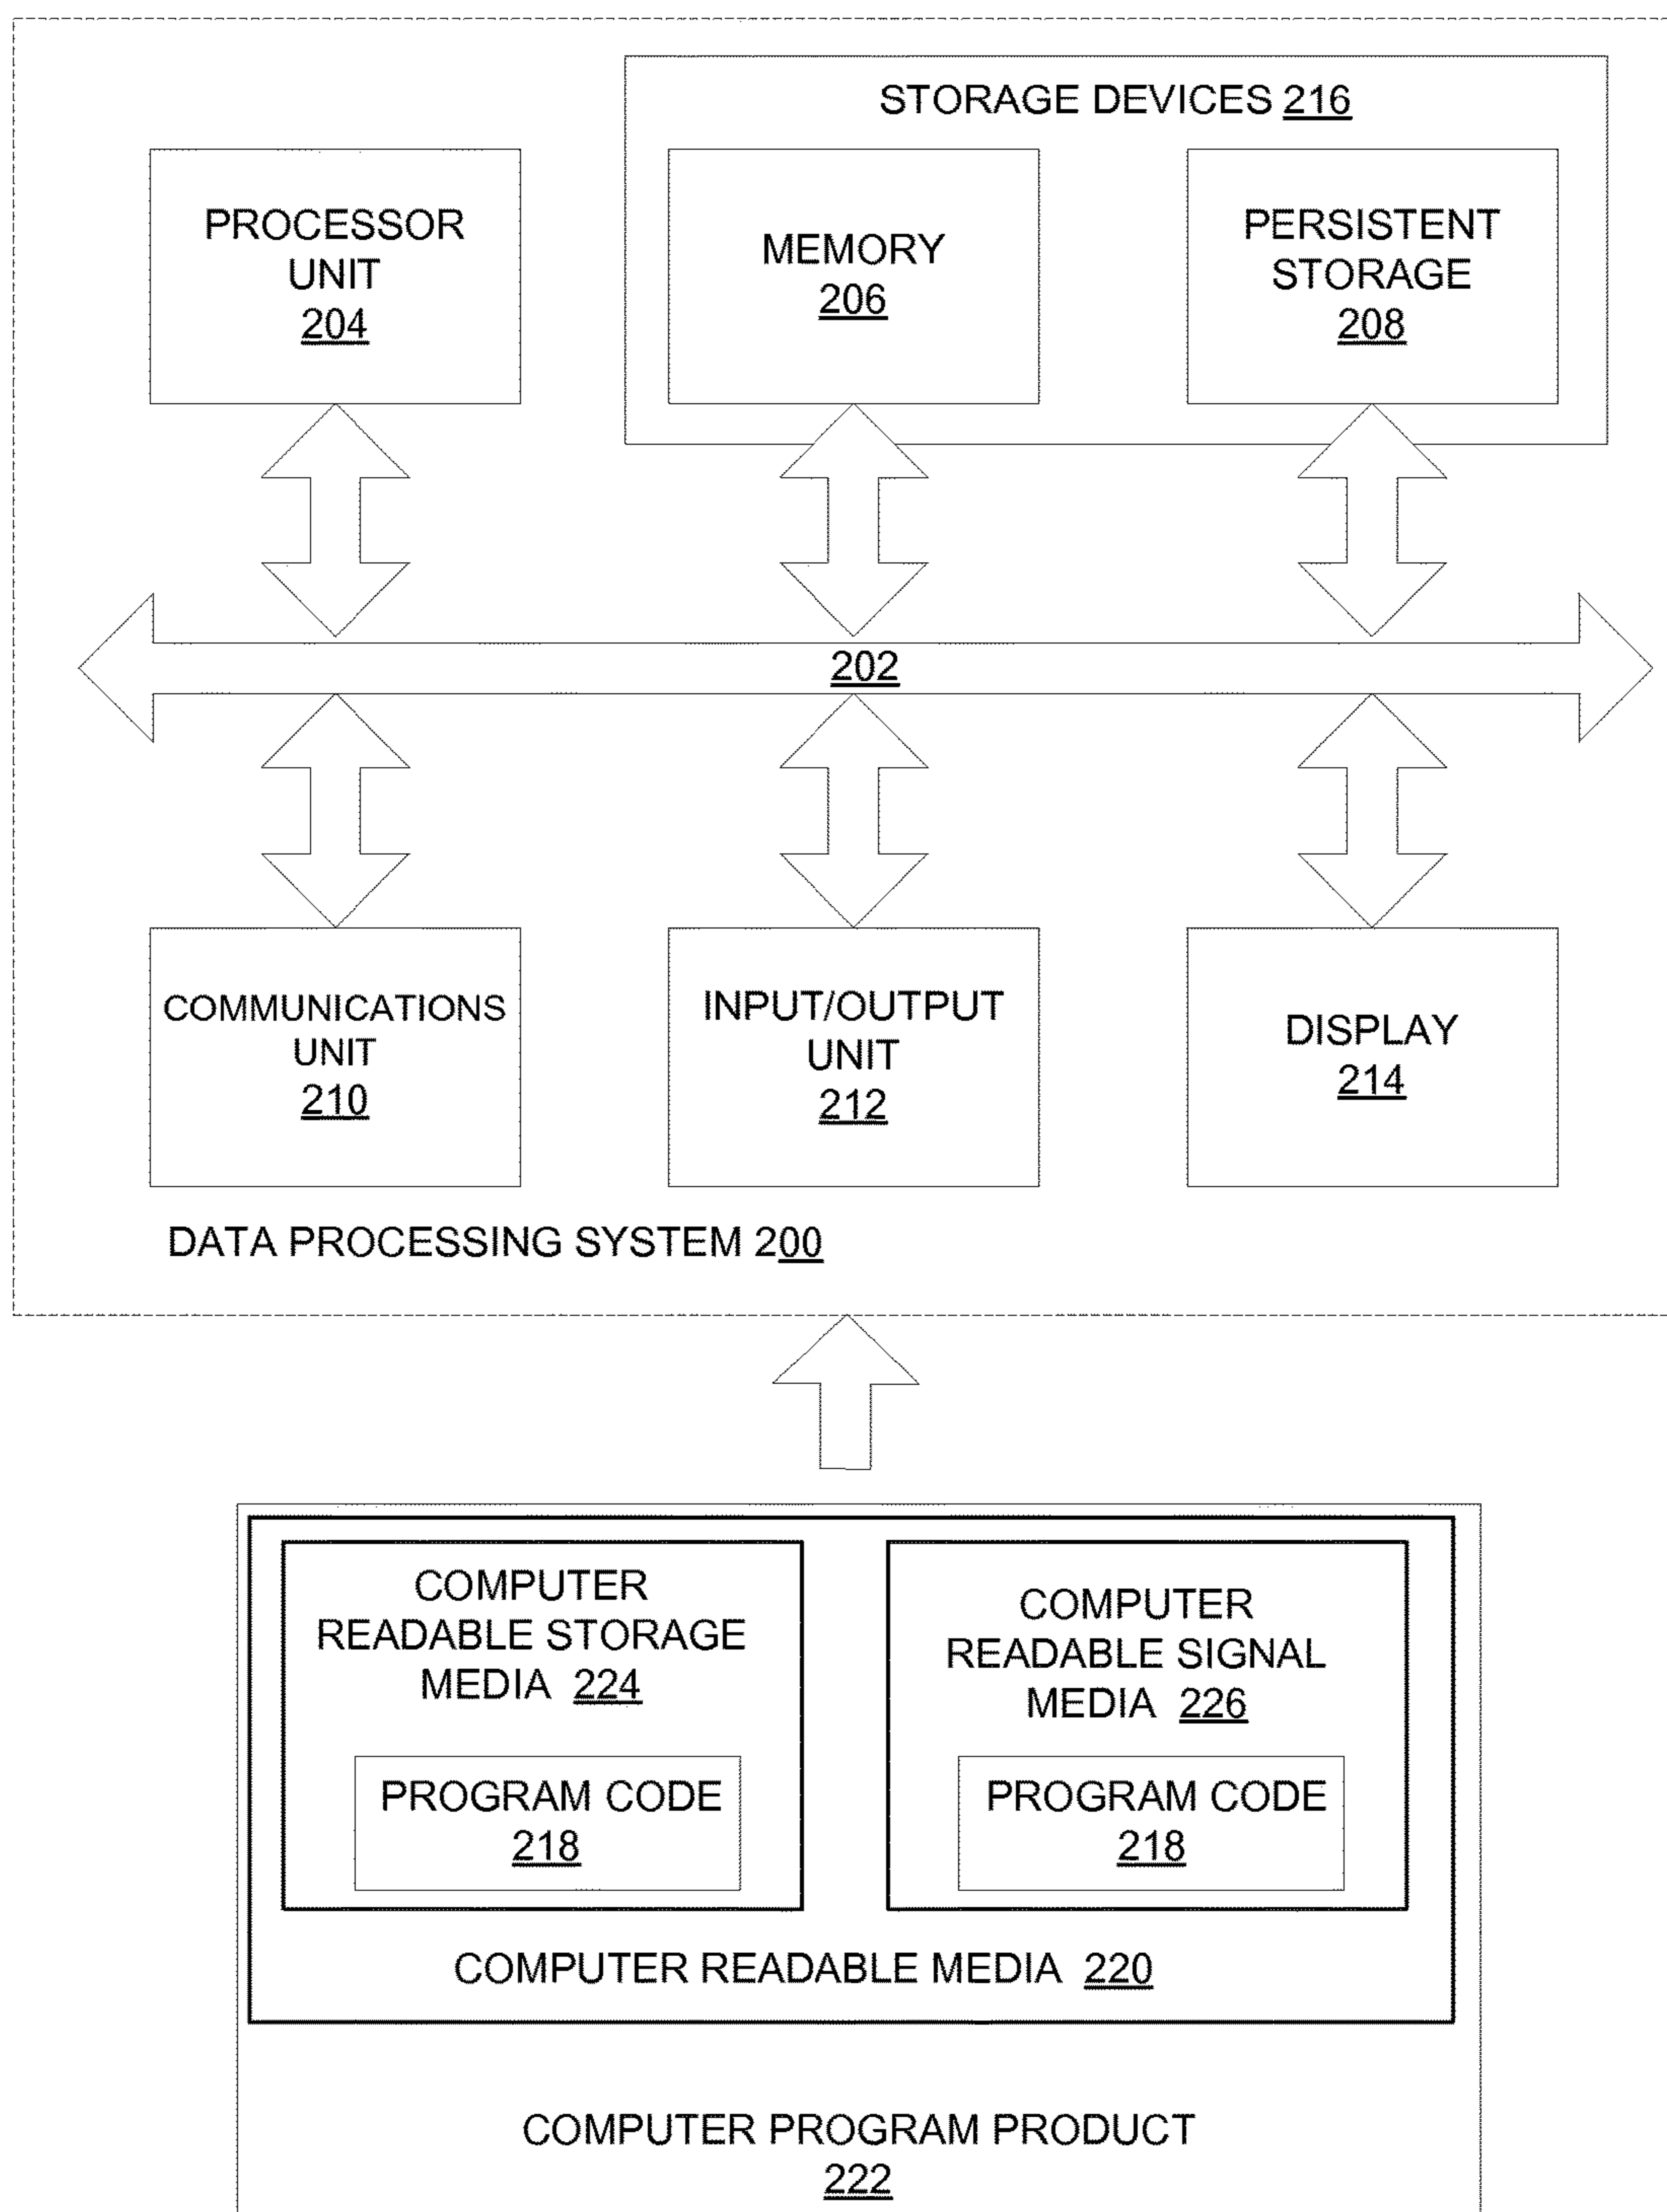 STORAGE DEVICES 216
PROCESSOR
UNIT
204
MEMORY
206
PERSISTENT
STORAGE
208
202
COMMUNICATIONS
UNIT
210
INPUT/OUTPUT
UNIT
212
DISPLAY
214
DATA PROCESSING SYSTEM 200
COMPUTER
READABLE STORAGE
MEDIA 224
PROGRAM CODE
218
COMPUTER
READABLE SIGNAL
MEDIA 226
PROGRAM CODE
218
COMPUTER READABLE MEDIA 220
COMPUTER PROGRAM PRODUCT
222